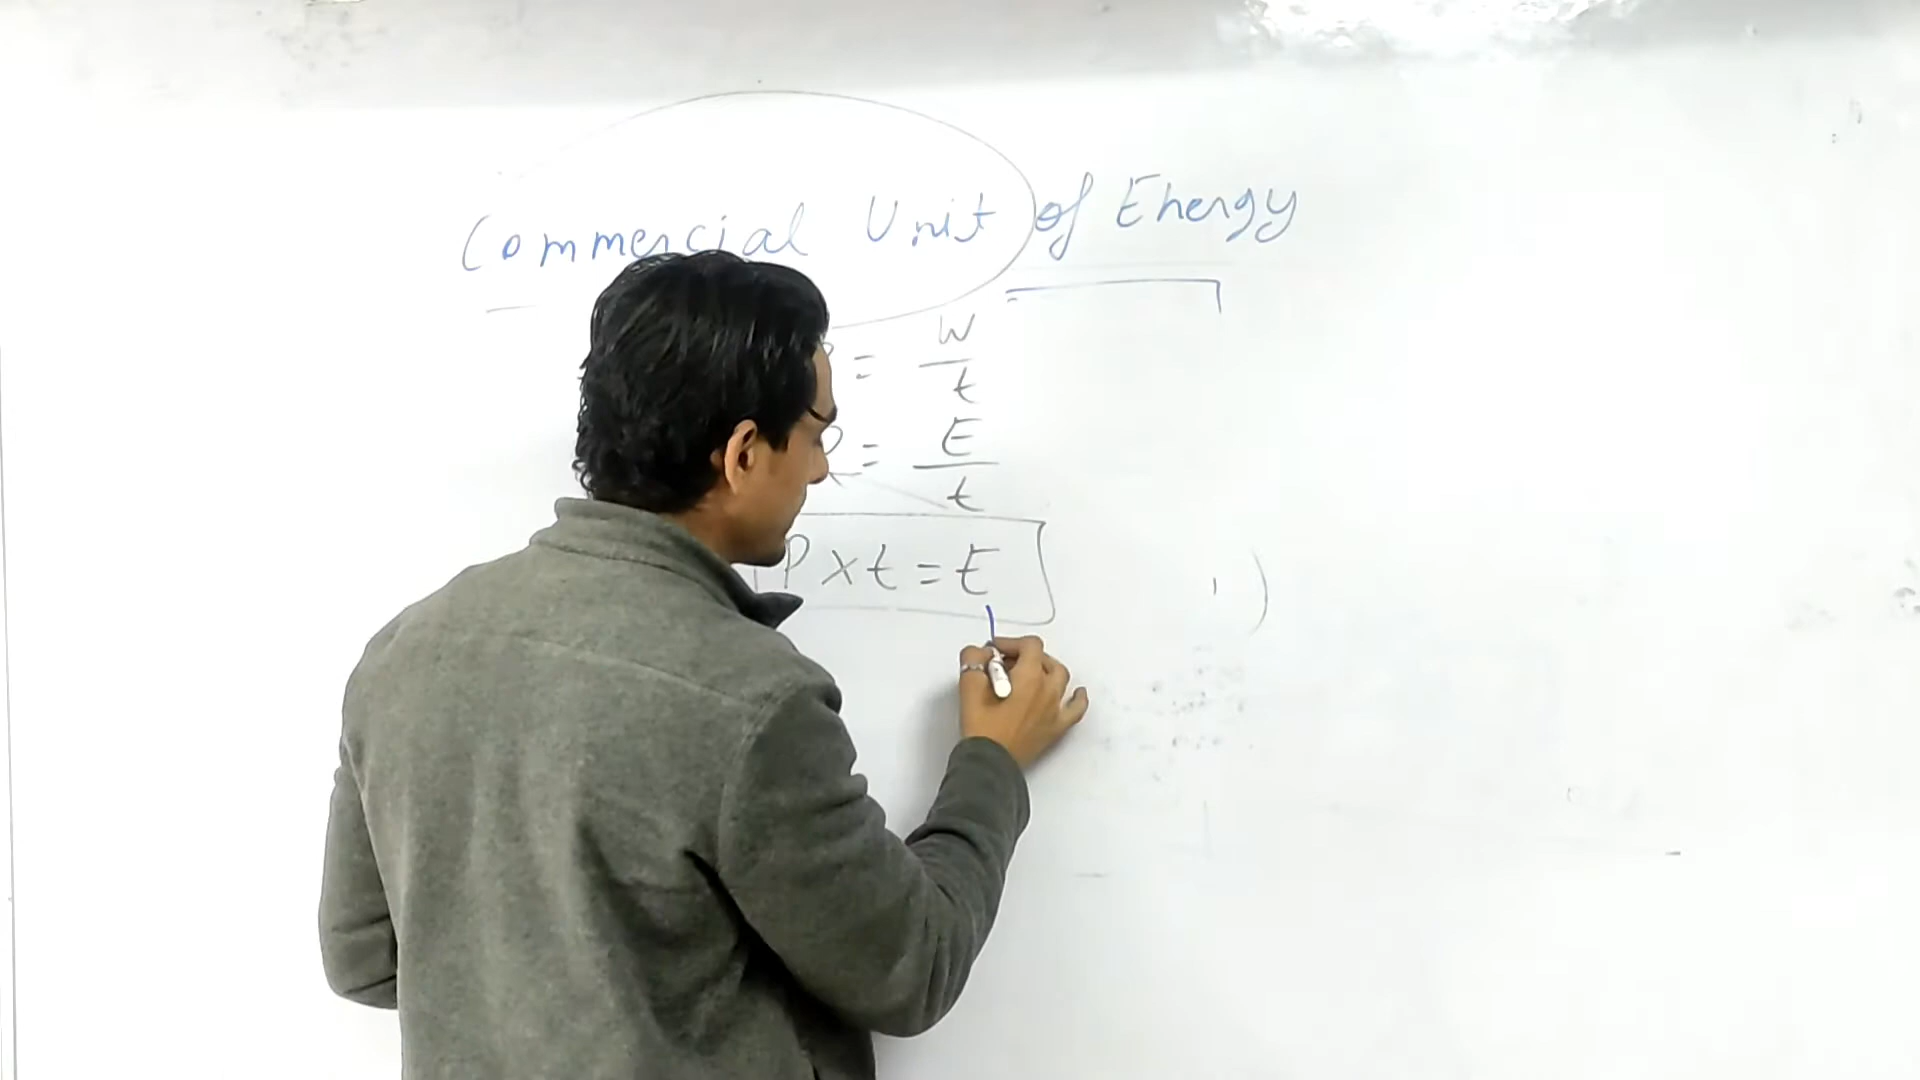 Commercial Unit of Energy
P = W/t
P = E/t
P x t = E